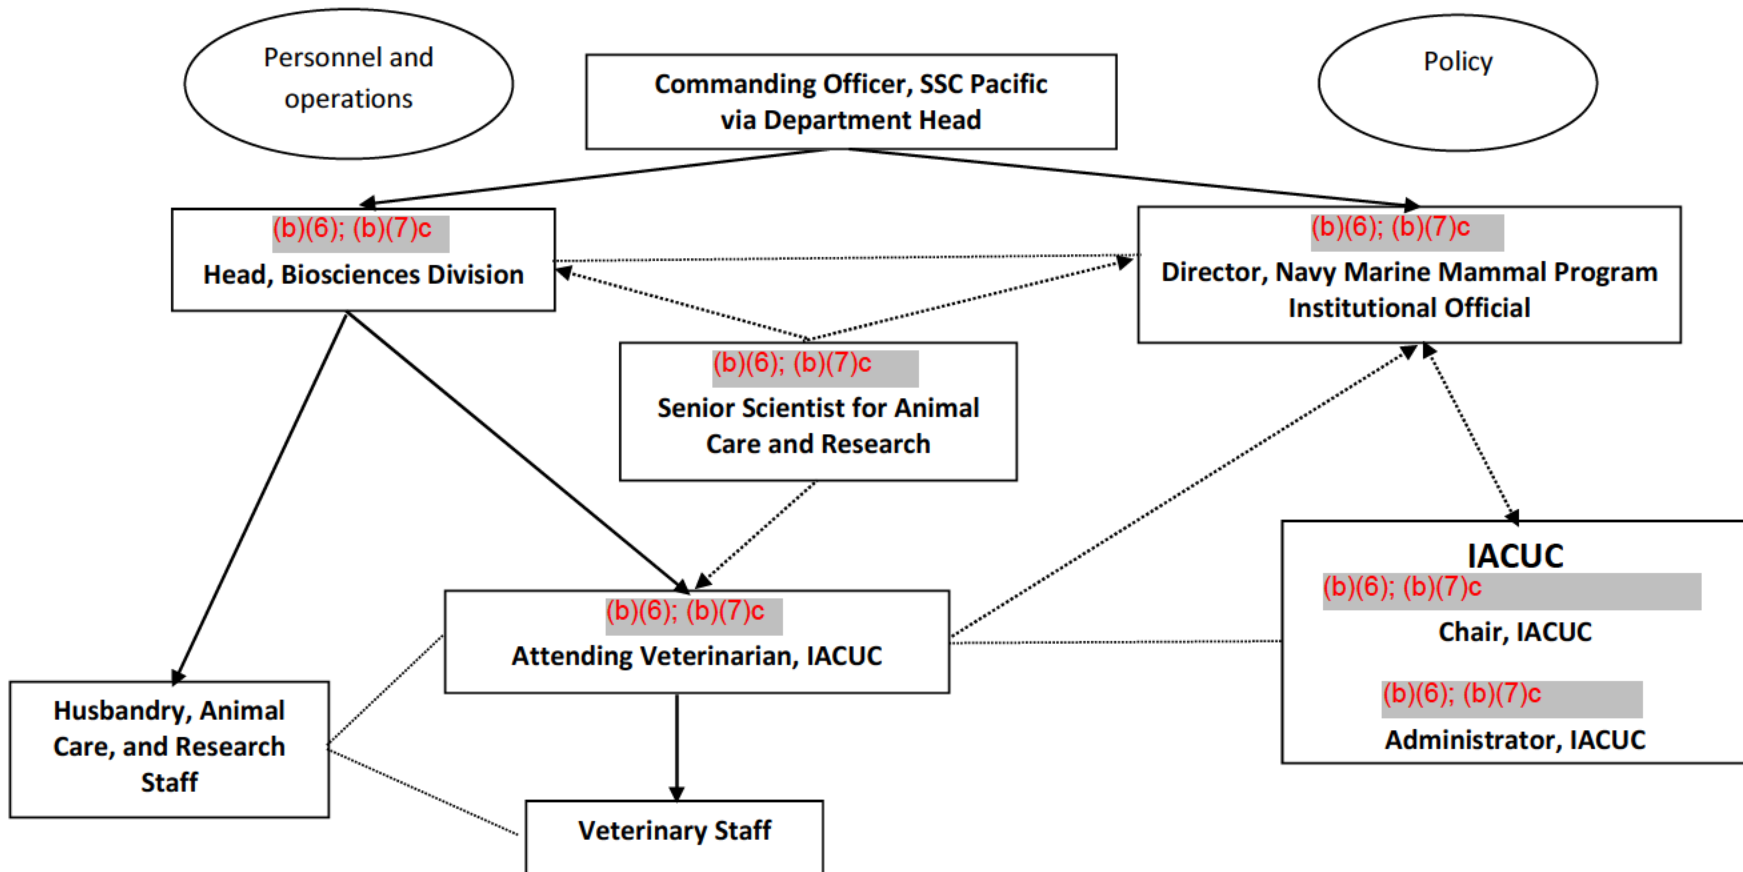 Personnel and
operations
Commanding Officer, SSC Pacific
via Department Head
Policy
(b)(6); (b)(7)c
Head, Biosciences Division
(b)(6); (b)(7)c
Director, Navy Marine Mammal Program
Institutional Official
(b)(6); (b)(7)c
Senior Scientist for Animal
Care and Research
(b)(6); (b)(7)c
Attending Veterinarian, IACUC
IACUC
(b)(6); (b)(7)c
Chair, IACUC
(b)(6); (b)(7)c
Administrator, IACUC
Husbandry, Animal
Care, and Research
Staff
Veterinary Staff